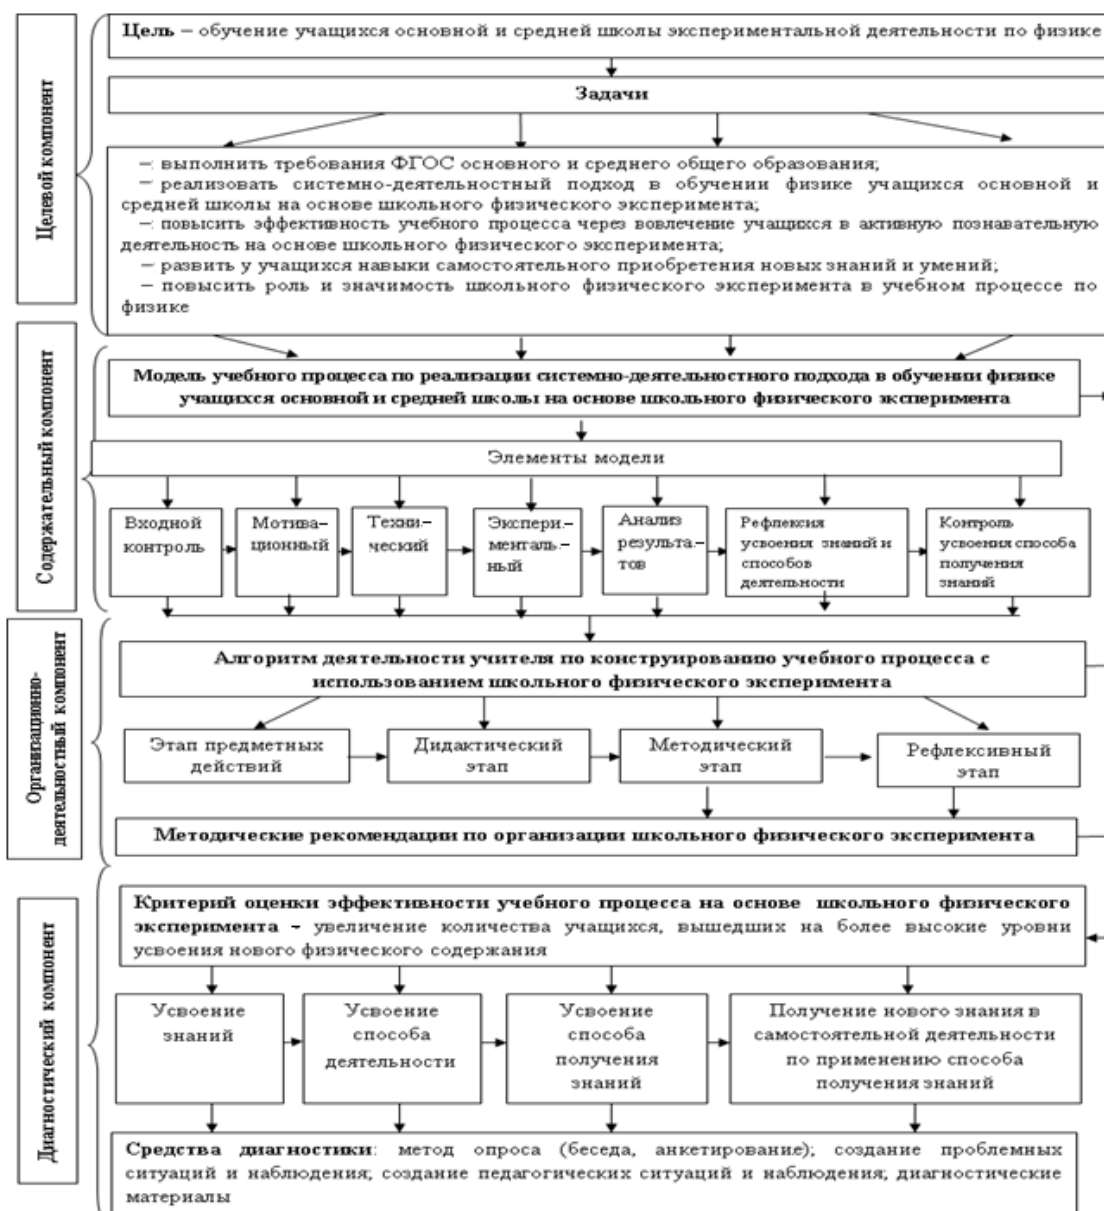 Целевой компонент
Цель – обучение учащихся основной и средней школы экспериментальной деятельности по физике
Задачи
–: выполнить требования ФГОС основного и среднего общего образования;
– реализовать системно-деятельностный подход в обучении физике учащихся основной и
средней школы на основе школьного физического эксперимента;
–: повысить эффективность учебного процесса через вовлечение учащихся в активную познавательную
деятельность на основе школьного физического эксперимента;
– развить у учащихся навыки самостоятельного приобретения новых знаний и умений;
– повысить роль и значимость школьного физического эксперимента в учебном процессе по
физике
Содержательный компонент
Модель учебного процесса по реализации системно-деятельностного подхода в обучении физике
учащихся основной и средней школы на основе школьного физического эксперимента
Элементы модели
Входной
контроль
Мотива-
ционный
Техни-
ческий
Экспери-
менталь-
ный
Анализ
результа-
тов
Рефлексия
усвоения знаний и
способов
деятельности
Контроль
усвоения способа
получения
знаний
Организационно-
деятельностный компонент
Алгоритм деятельности учителя по конструированию учебного процесса с
использованием школьного физического эксперимента
Этап предметных
действий
Дидактический
этап
Методический
этап
Рефлексивный
этап
Методические рекомендации по организации школьного физического эксперимента
Диагностический компонент
Критерий оценки эффективности учебного процесса на основе школьного физического
эксперимента – увеличение количества учащихся, вышедших на более высокие уровни
усвоения нового физического содержания
Усвоение
знаний
Усвоение
способа
деятельности
Усвоение
способа
получения
знаний
Получение нового знания в
самостоятельной деятельности
по применению способа
получения знаний
Средства диагностики: метод опроса (беседа, анкетирование); создание проблемных
ситуаций и наблюдения; создание педагогических ситуаций и наблюдения; диагностические
материалы